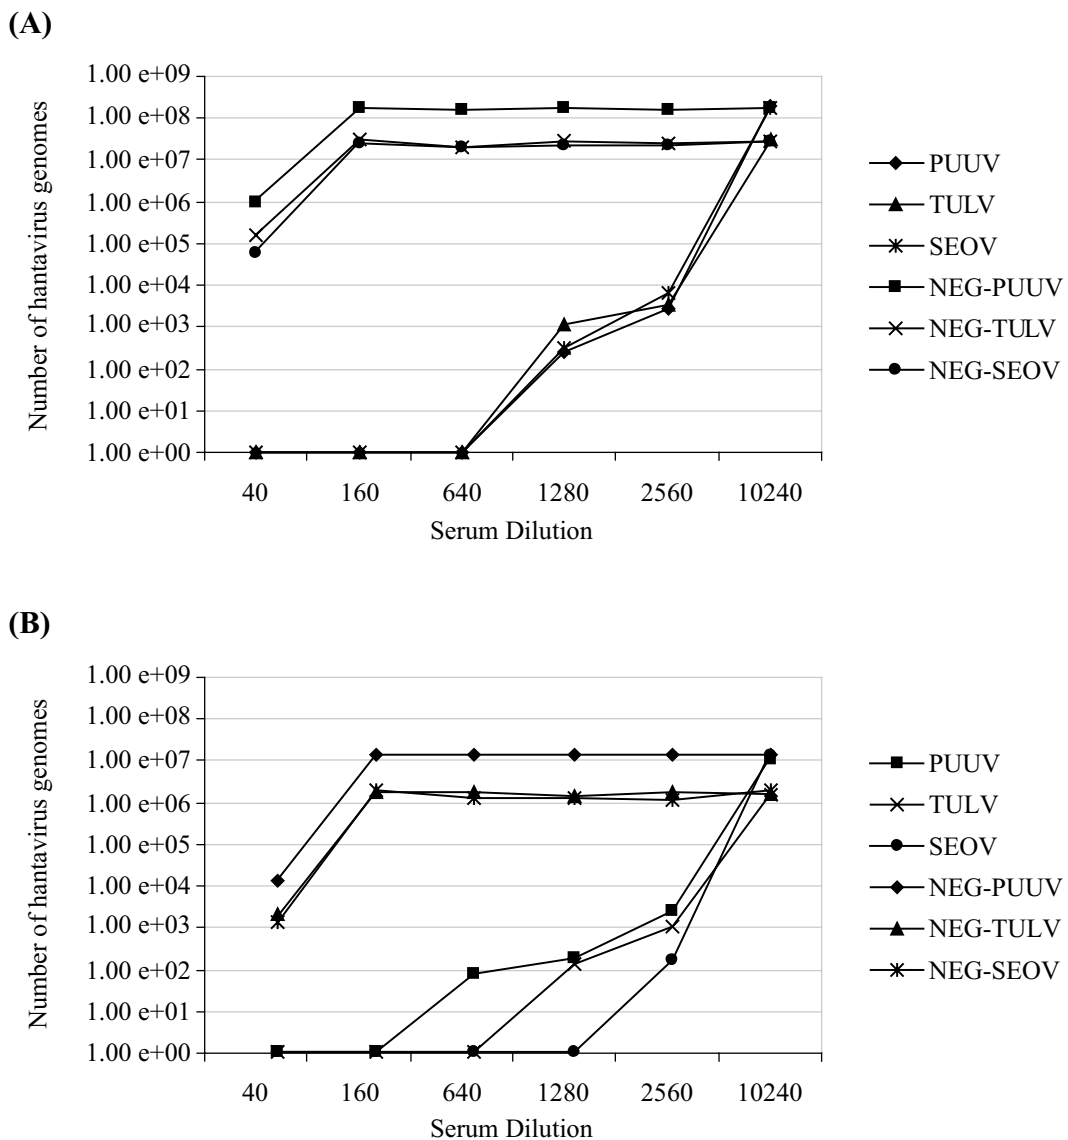 (A)
Number of hantavirus genomes
1.00 e+09
1.00 e+08
1.00 e+07
1.00 e+06
1.00 e+05
1.00 e+04
1.00 e+03
1.00 e+02
1.00 e+01
1.00 e+00
40 160 640 1280 2560 10240
Serum Dilution
PUUV
TULV
SEOV
NEG-PUUV
NEG-TULV
NEG-SEOV
(B)
Number of hantavirus genomes
1.00 e+09
1.00 e+08
1.00 e+07
1.00 e+06
1.00 e+05
1.00 e+04
1.00 e+03
1.00 e+02
1.00 e+01
1.00 e+00
40 160 640 1280 2560 10240
Serum Dilution
PUUV
TULV
SEOV
NEG-PUUV
NEG-TULV
NEG-SEOV